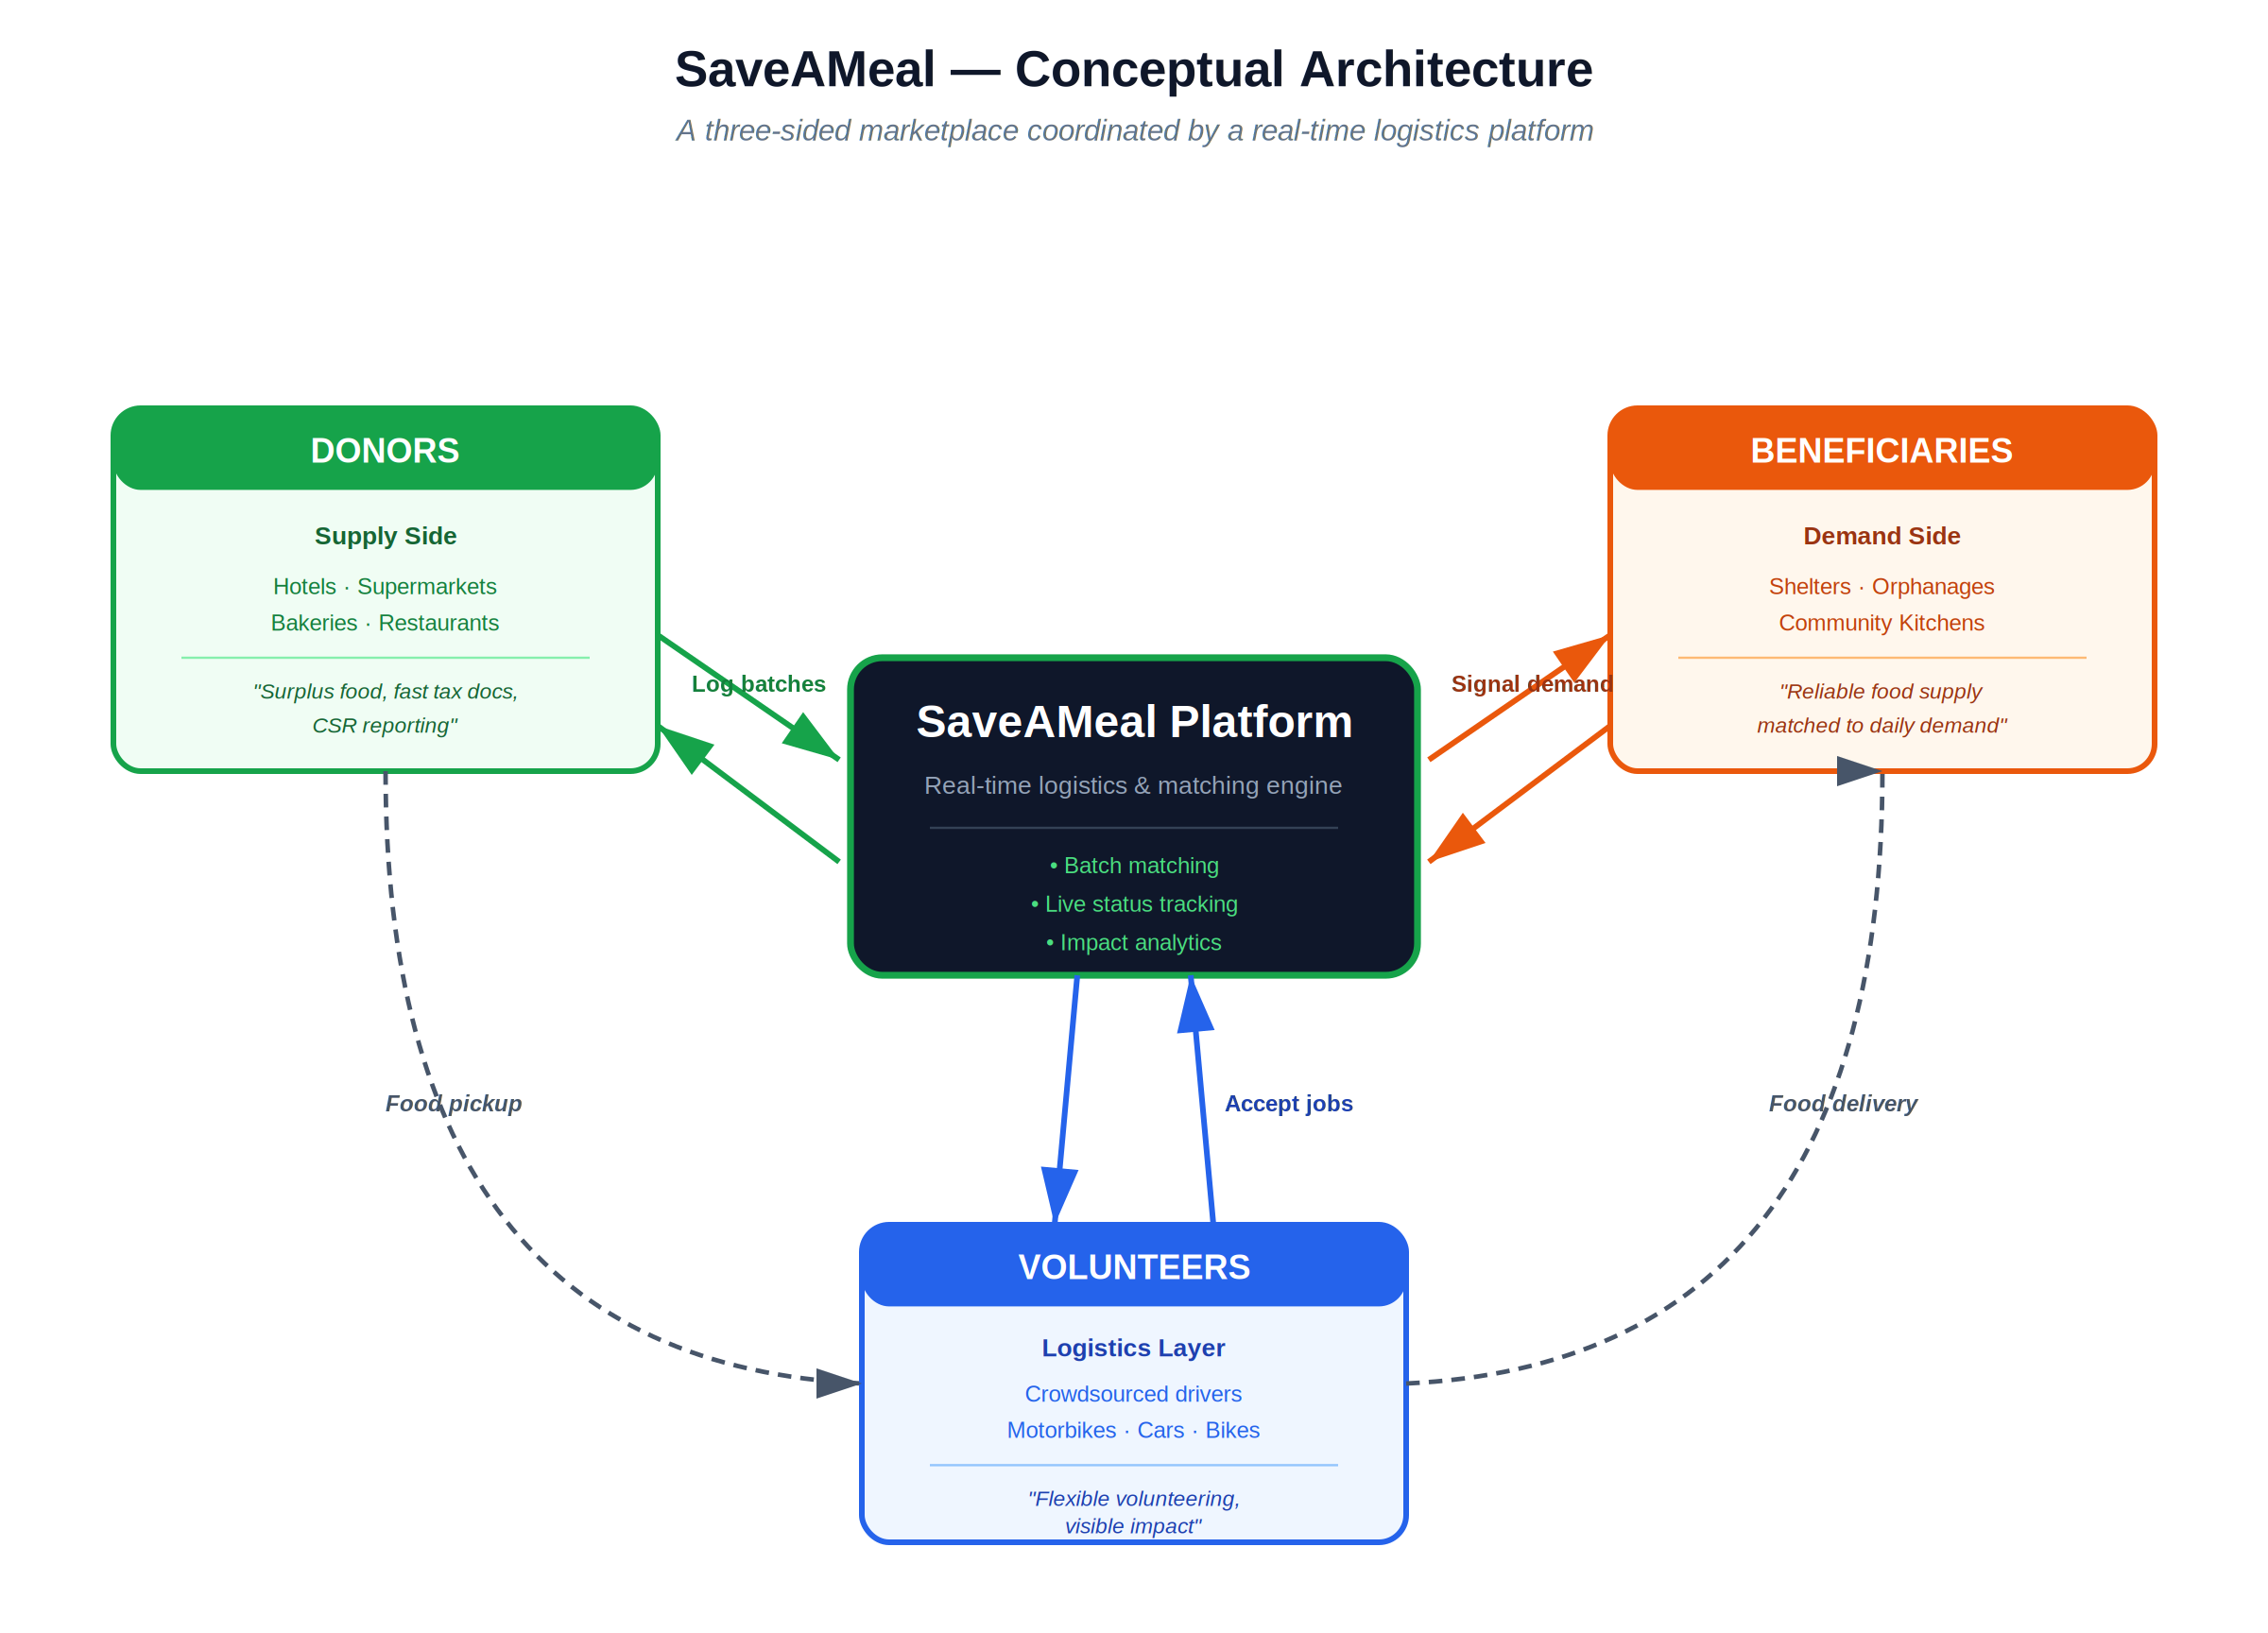 SaveAMeal — Conceptual Architecture
A three-sided marketplace coordinated by a real-time logistics platform
DONORS
Supply Side
Hotels · Supermarkets
Bakeries · Restaurants
"Surplus food, fast tax docs,
CSR reporting"
BENEFICIARIES
Demand Side
Shelters · Orphanages
Community Kitchens
"Reliable food supply
matched to daily demand"
Log batches
Signal demand
SaveAMeal Platform
Real-time logistics & matching engine
• Batch matching
• Live status tracking
• Impact analytics
Food pickup
Accept jobs
Food delivery
VOLUNTEERS
Logistics Layer
Crowdsourced drivers
Motorbikes · Cars · Bikes
"Flexible volunteering,
visible impact"